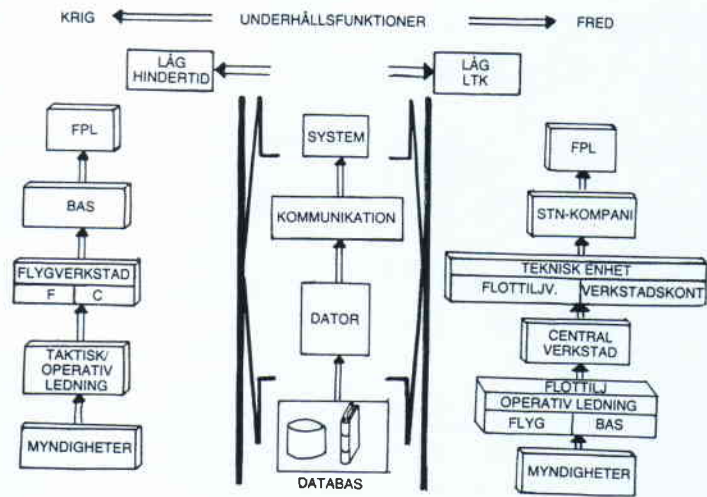 KRIG
UNDERHÅLLSFUNKTIONER
FRED
LÅG
HINDERTID
LÅG
LTK
FPL
BAS
FLYGVERKSTAD
F
C
TAKTISK/
OPERATIV
LEDNING
MYNDIGHETER
SYSTEM
KOMMUNIKATION
DATOR
DATABAS
FPL
STN-KOMPANI
TEKNISK ENHET
FLOTTILJV.
VERKSTADSKONT
CENTRAL
VERKSTAD
FLOTTILJ
OPERATIV LEDNING
FLYG
BAS
MYNDIGHETER